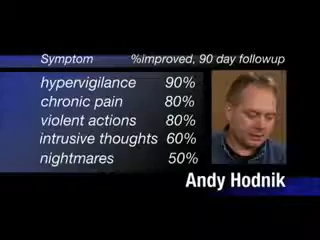 Symptom %improved, 90 day followup
hypervigilance 90%
chronic pain 80%
violent actions 80%
intrusive thoughts 60%
nightmares 50%
Andy Hodnik